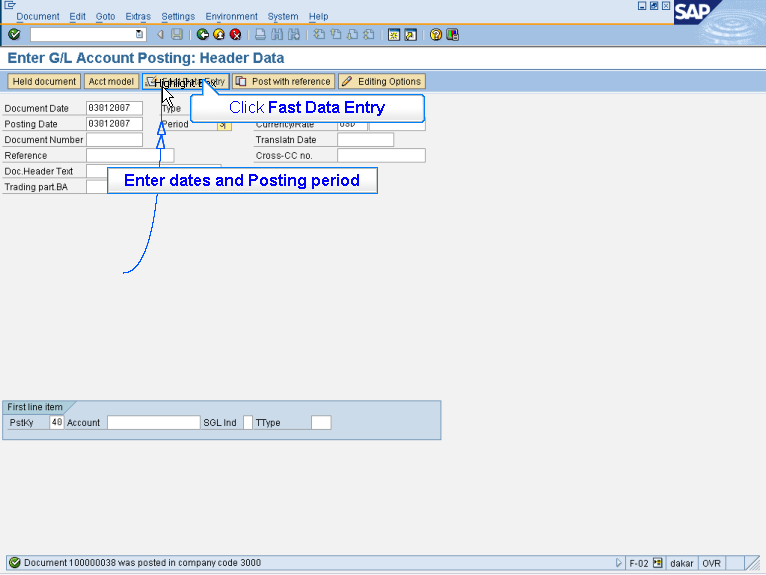 Document Edit Goto Extras Settings Environment System Help
SAP
Enter G/L Account Posting: Header Data
Held document Acct model Highlight Box Post with reference Editing Options
Click Fast Data Entry
Document Date 03012007 Type
Posting Date 03012007 Period 3 Currency/Rate USD
Document Number Translatn Date
Reference Cross-CC no.
Doc.Header Text
Enter dates and Posting period
Trading part.BA
First line item
PstKy 40 Account SGL Ind TType
Document 100000038 was posted in company code 3000 F-02 dakar OVR